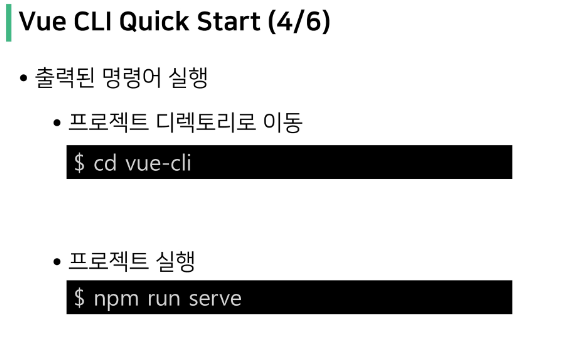 Vue CLI Quick Start (4/6)
• 출력된 명령어 실행
• 프로젝트 디렉토리로 이동
$ cd vue-cli
• 프로젝트 실행
$ npm run serve